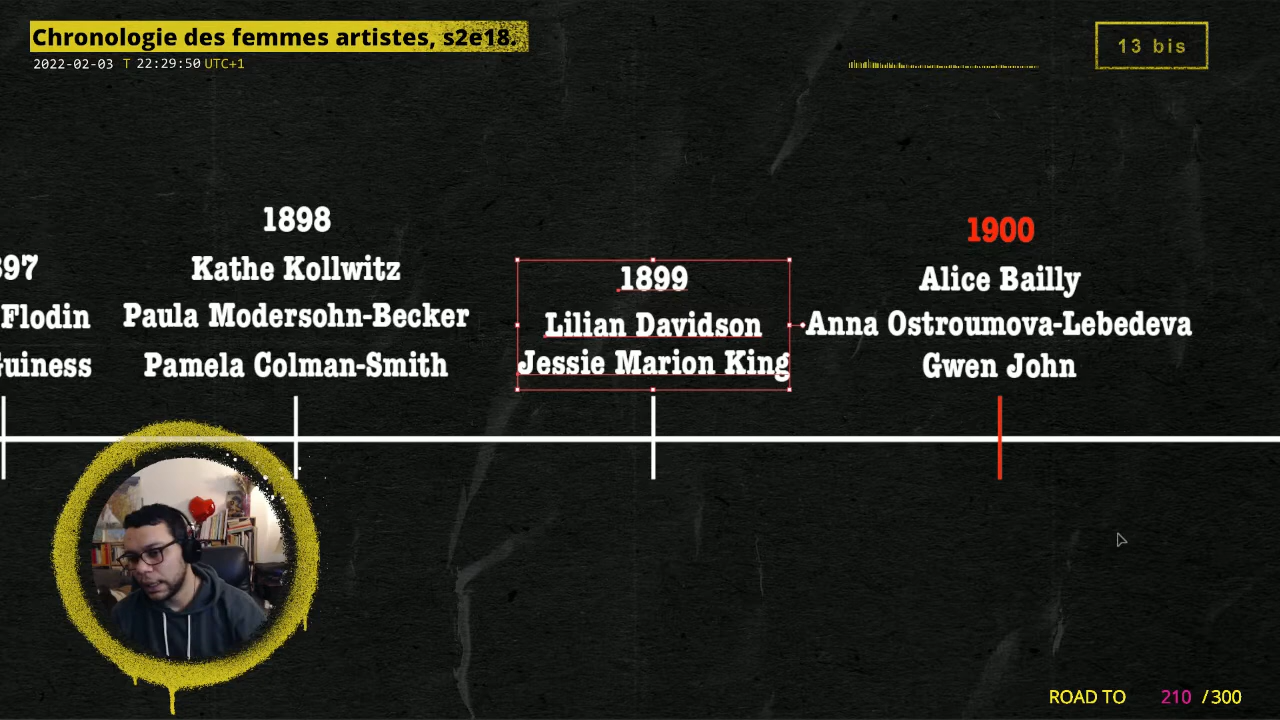 Chronologie des femmes artistes, s2e18.
2022-02-03 T 22:29:50 UTC+1
13 bis
97
Flodin
1898
Kathe Kollwitz
Paula Modersohn-Becker
Pamela Colman-Smith
1899
Lilian Davidson
Jessie Marion King
1900
Alice Bailly
Anna Ostroumova-Lebedeva
Gwen John
ROAD TO 210 /300